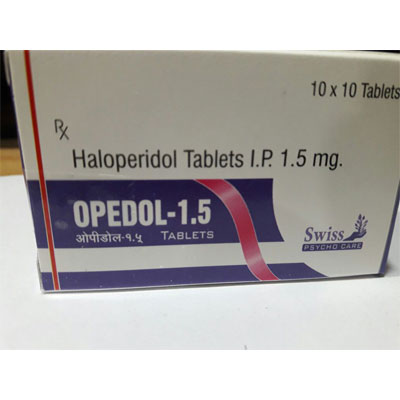 10 x 10 Tablets
Rx
Haloperidol Tablets I.P. 1.5 mg.
OPEDOL-1.5
ओपीडोल-१.५ TABLETS
Swiss
PSYCHO CARE